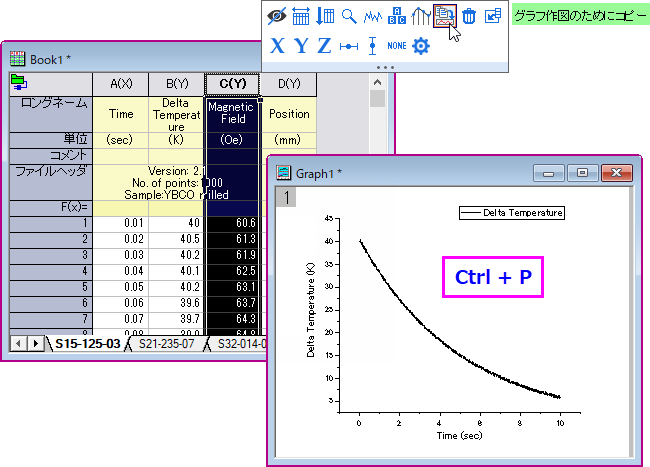 グラフ作図のためにコピー
X Y Z NONE
Book1 *
A(X) B(Y) C(Y) D(Y)
ロングネーム Time Delta Temperature Magnetic Field Position
単位 (sec) (K) (Oe) (mm)
コメント
ファイルヘッダ Version: 2.1
No. of points:1000
Sample:YBCO milled
F(x)=
1 0.01 40 60.6
2 0.02 40.5 61.3
3 0.03 40.2 61.9
4 0.04 40.1 62.5
5 0.05 40.2 63.1
6 0.06 39.6 63.7
7 0.07 39.7 64.3
S15-125-03 S21-235-07 S32-014-0
Graph1 *
1
Delta Temperature
Ctrl + P
45
40
35
30
25
20
15
10
5
Delta Temperature (K)
0 2 4 6 8 10
Time (sec)